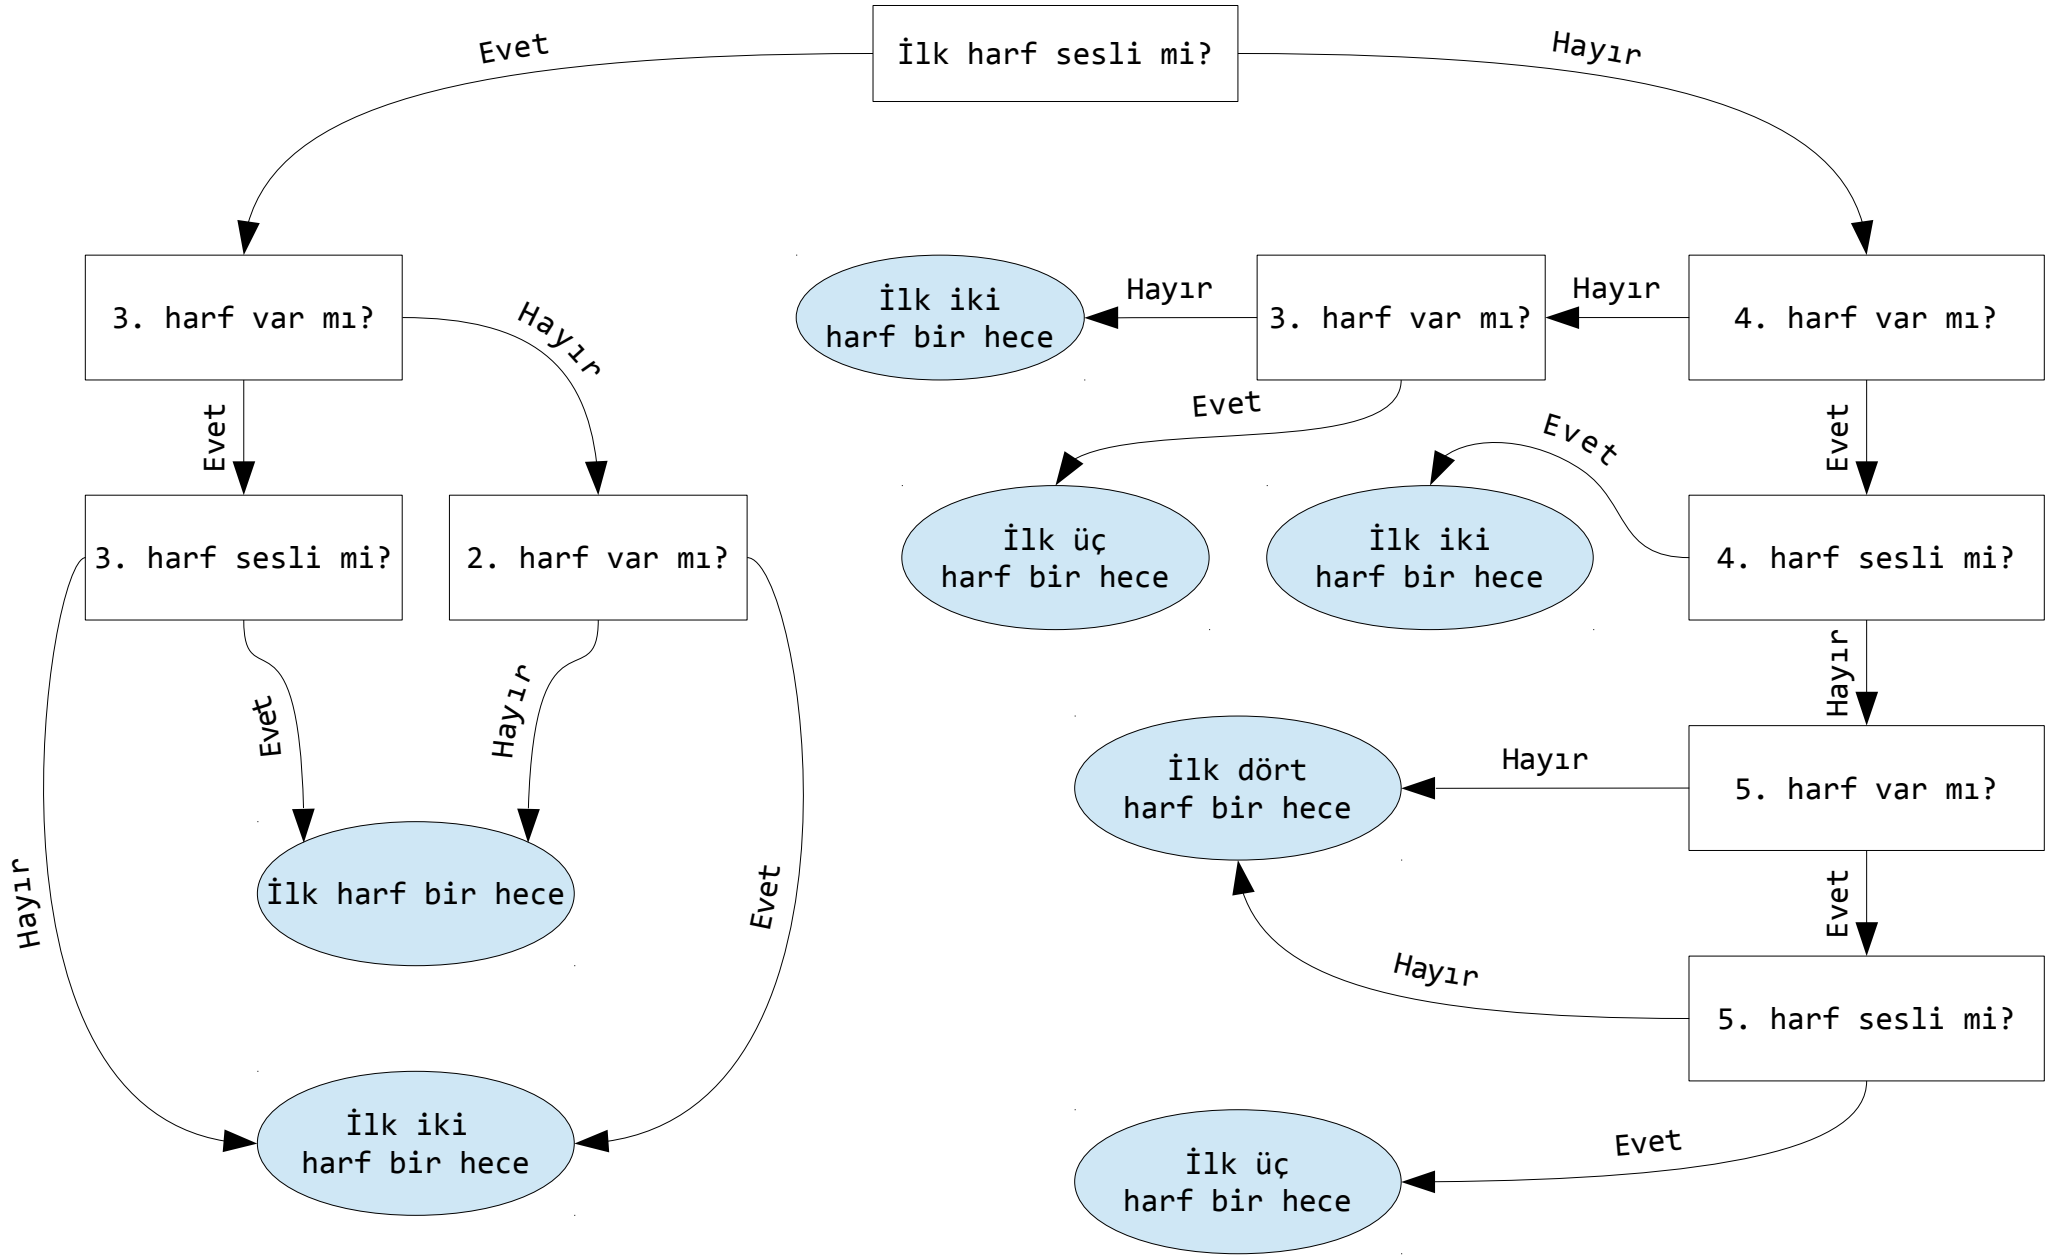 İlk harf sesli mi?
Evet
Hayır
3. harf var mı?
Hayır
İlk iki
harf bir hece
Hayır
3. harf var mı?
Hayır
4. harf var mı?
Evet
Evet
Evet
Evet
3. harf sesli mi?
2. harf var mı?
İlk üç
harf bir hece
İlk iki
harf bir hece
4. harf sesli mi?
Evet
Hayır
Hayır
İlk dört
harf bir hece
Hayır
5. harf var mı?
Hayır
İlk harf bir hece
Evet
Evet
Hayır
5. harf sesli mi?
İlk iki
harf bir hece
İlk üç
harf bir hece
Evet